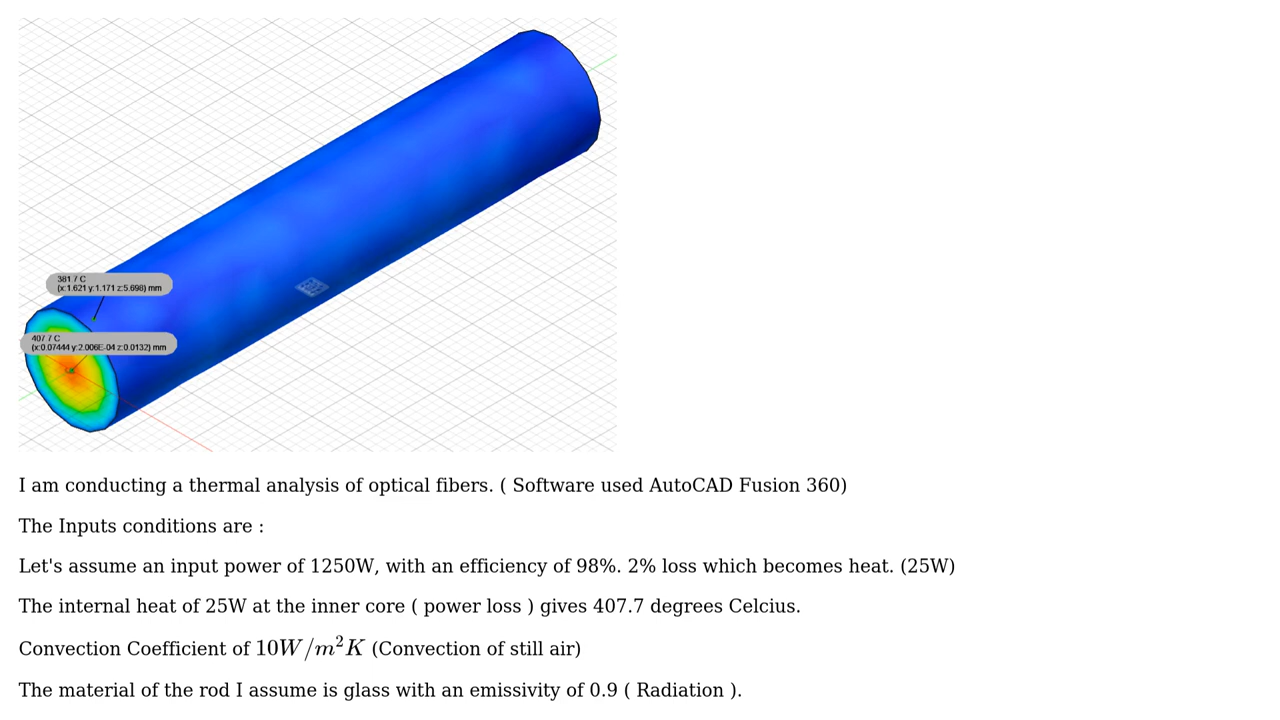 381.7 C
(x:1.621 y:1.171 z:5.698) mm
407.7 C
(x:0.07444 y:2.006E-04 z:0.0132) mm
I am conducting a thermal analysis of optical fibers. ( Software used AutoCAD Fusion 360)
The Inputs conditions are :
Let's assume an input power of 1250W, with an efficiency of 98%. 2% loss which becomes heat. (25W)
The internal heat of 25W at the inner core ( power loss ) gives 407.7 degrees Celcius.
Convection Coefficient of 10W/m²K (Convection of still air)
The material of the rod I assume is glass with an emissivity of 0.9 ( Radiation ).